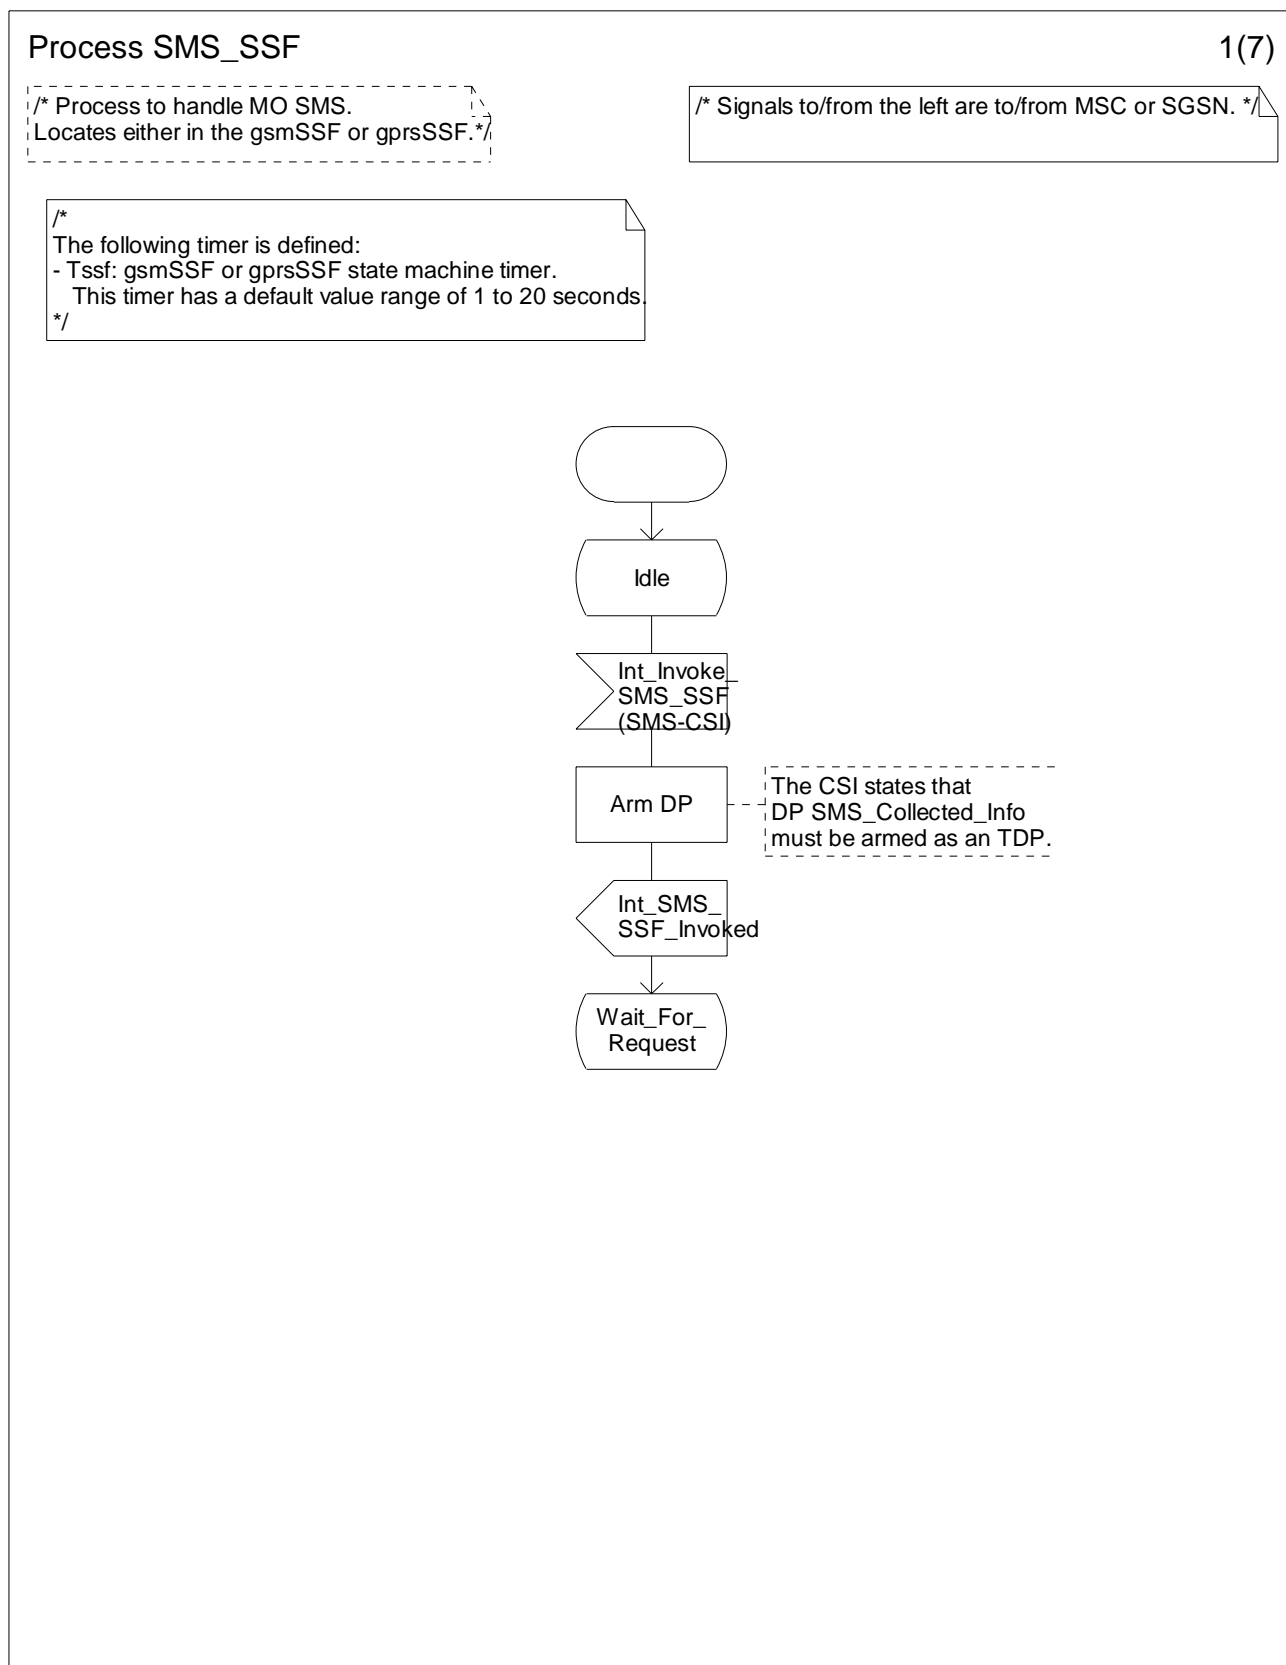 Process SMS_SSF
1(7)
/* Process to handle MO SMS.
Locates either in the gsmSSF or gprsSSF.*/
/* Signals to/from the left are to/from MSC or SGSN. */
/*
The following timer is defined:
- Tssf: gsmSSF or gprsSSF state machine timer.
This timer has a default value range of 1 to 20 seconds.
*/
Idle
Int_Invoke_
SMS_SSF
(SMS-CSI)
Arm DP
The CSI states that
DP SMS_Collected_Info
must be armed as an TDP.
Int_SMS_
SSF_Invoked
Wait_For_
Request